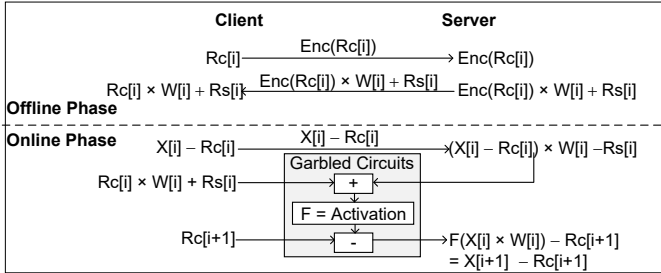 Client Server
Enc(Rc[i])
Rc[i] Enc(Rc[i])
Enc(Rc[i]) × W[i] + Rs[i]
Rc[i] × W[i] + Rs[i] Enc(Rc[i]) × W[i] + Rs[i]
Offline Phase
Online Phase
X[i] – Rc[i]
X[i] – Rc[i] (X[i] – Rc[i]) × W[i] –Rs[i]
Garbled Circuits
Rc[i] × W[i] + Rs[i] +
F = Activation
Rc[i+1] - F(X[i] × W[i]) – Rc[i+1]
= X[i+1] – Rc[i+1]